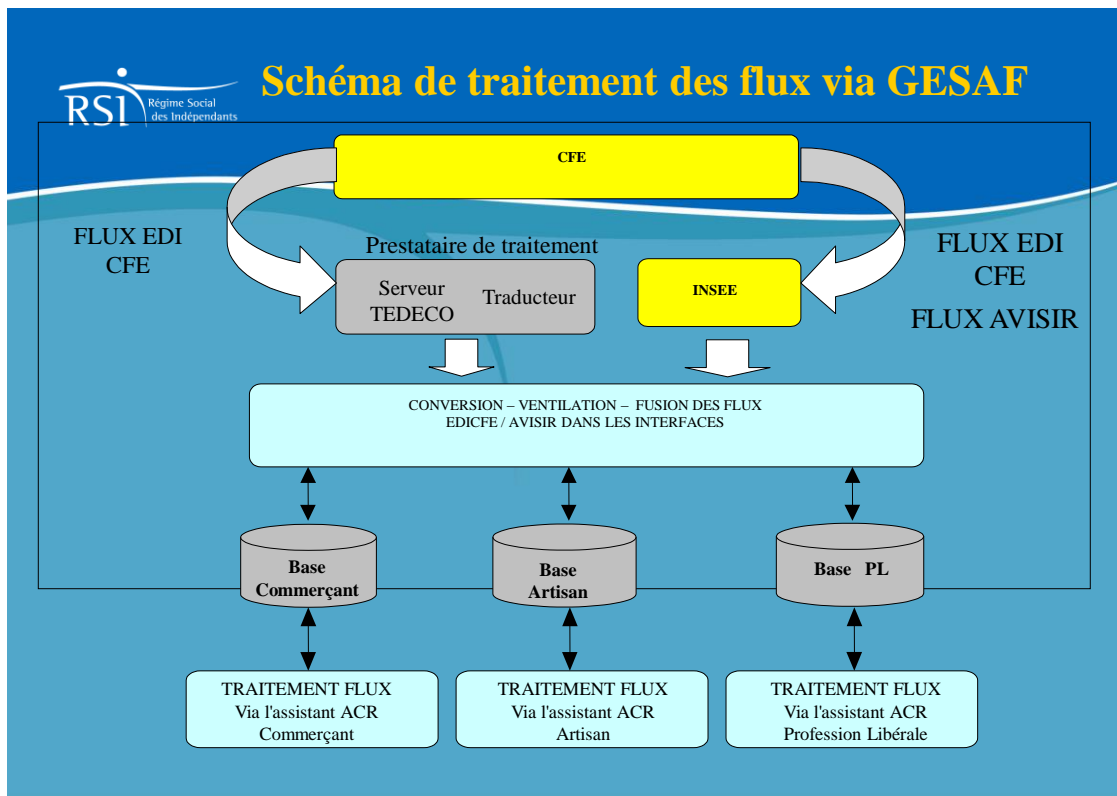 Schéma de traitement des flux via GESAF
RSI
Régime Social
des Indépendants
CFE
FLUX EDI
CFE
Prestataire de traitement
Serveur
TEDECO
Traducteur
INSEE
FLUX EDI
CFE
FLUX AVISIR
CONVERSION – VENTILATION – FUSION DES FLUX
EDICFE / AVISIR DANS LES INTERFACES
Base
Commerçant
Base
Artisan
Base PL
TRAITEMENT FLUX
Via l'assistant ACR
Commerçant
TRAITEMENT FLUX
Via l'assistant ACR
Artisan
TRAITEMENT FLUX
Via l'assistant ACR
Profession Libérale